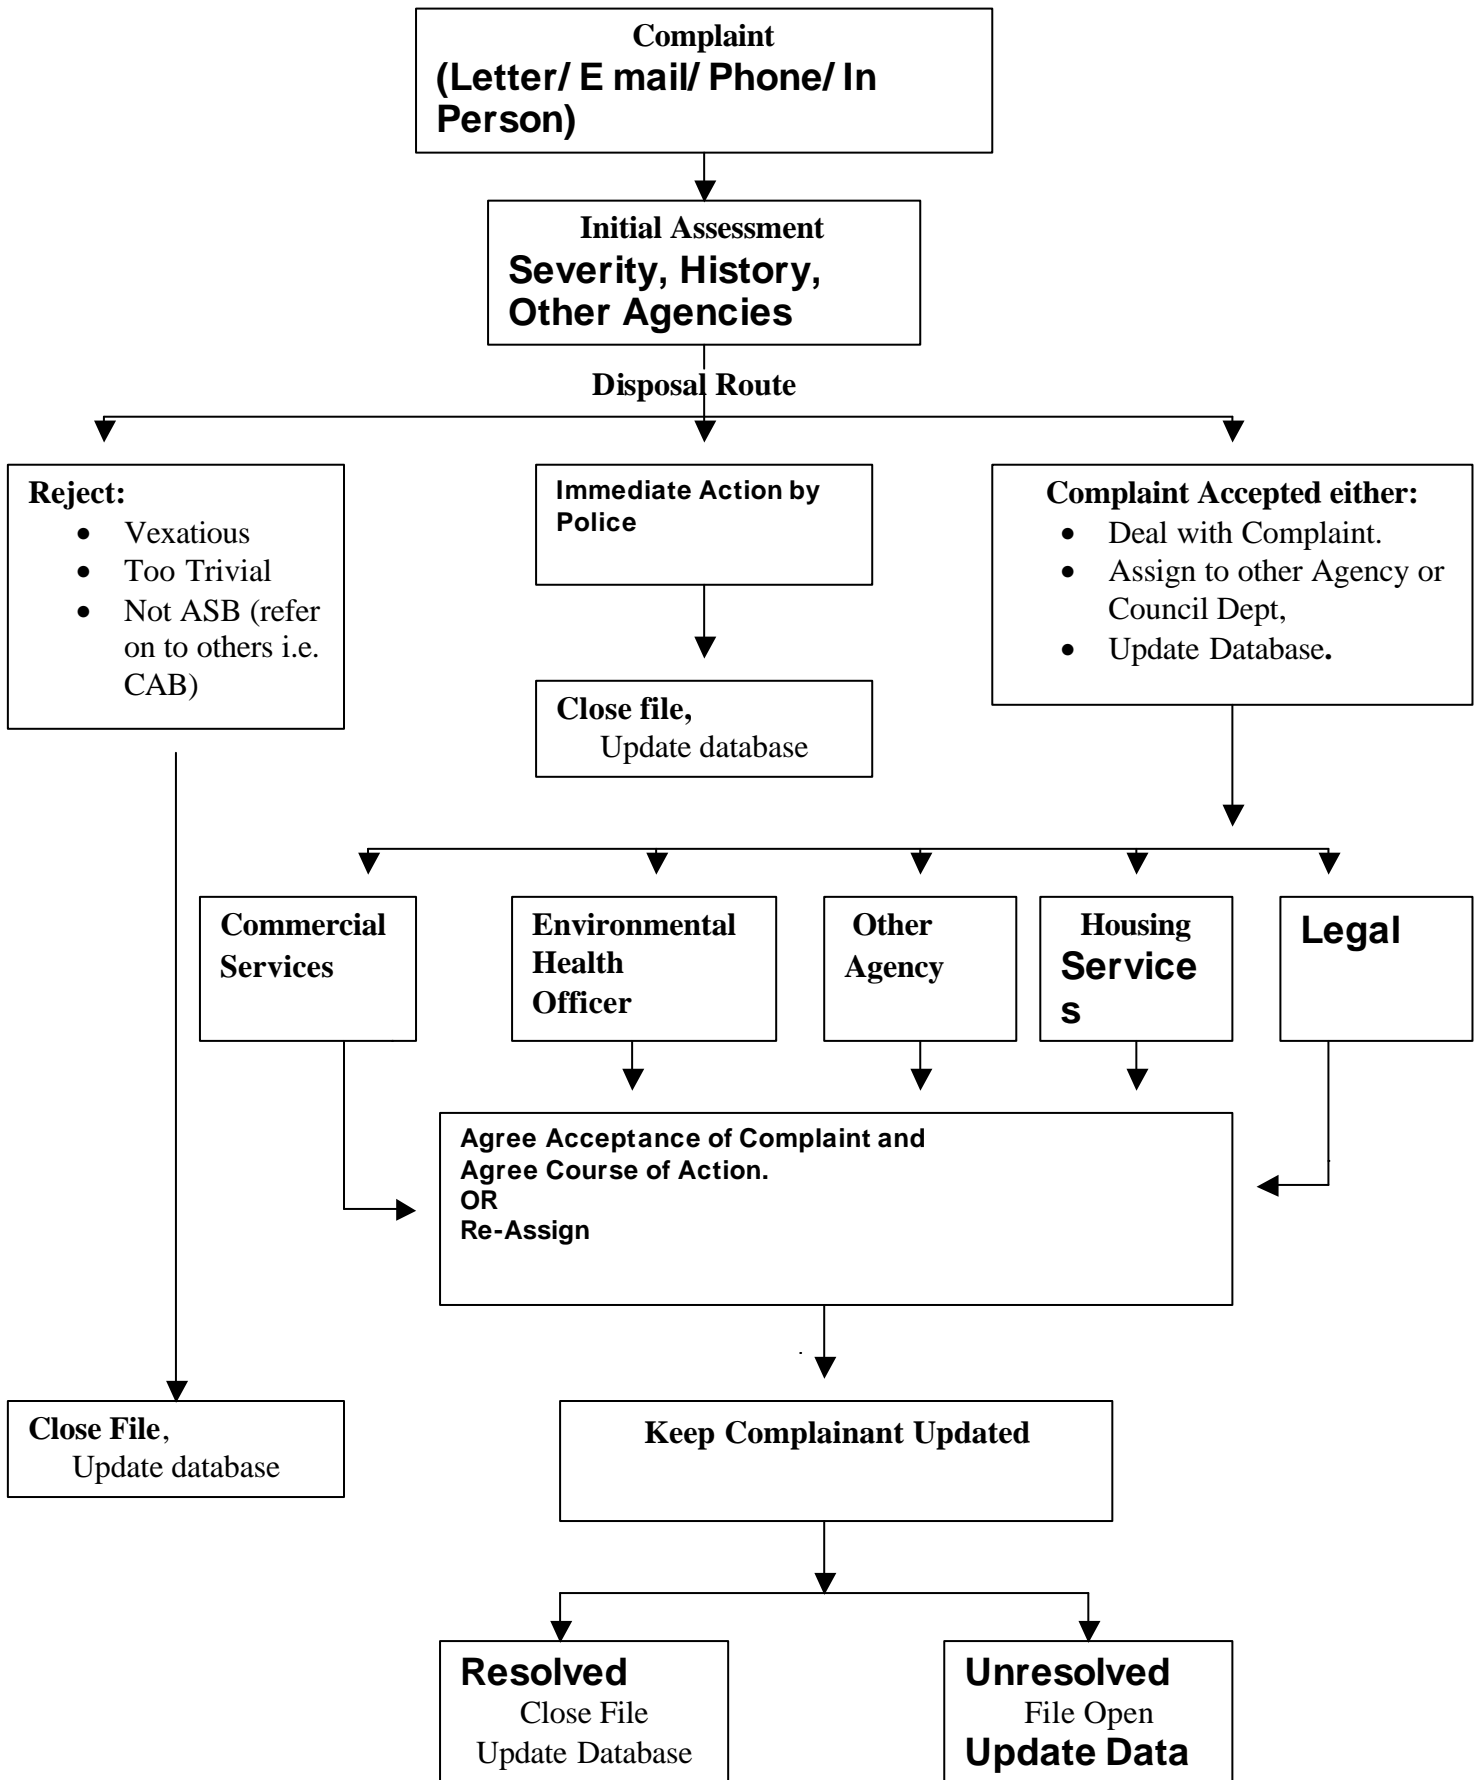 Complaint
(Letter/ E mail/ Phone/ In
Person)
Initial Assessment
Severity, History,
Other Agencies
Disposal Route
Reject:
• Vexatious
• Too Trivial
• Not ASB (refer
on to others i.e.
CAB)
Immediate Action by
Police
Complaint Accepted either:
• Deal with Complaint.
• Assign to other Agency or
Council Dept,
• Update Database.
Close file,
Update database
Commercial
Services
Environmental
Health
Officer
Other
Agency
Housing
Service
s
Legal
Agree Acceptance of Complaint and
Agree Course of Action.
OR
Re-Assign
Close File,
Update database
Keep Complainant Updated
Resolved
Close File
Update Database
Unresolved
File Open
Update Data